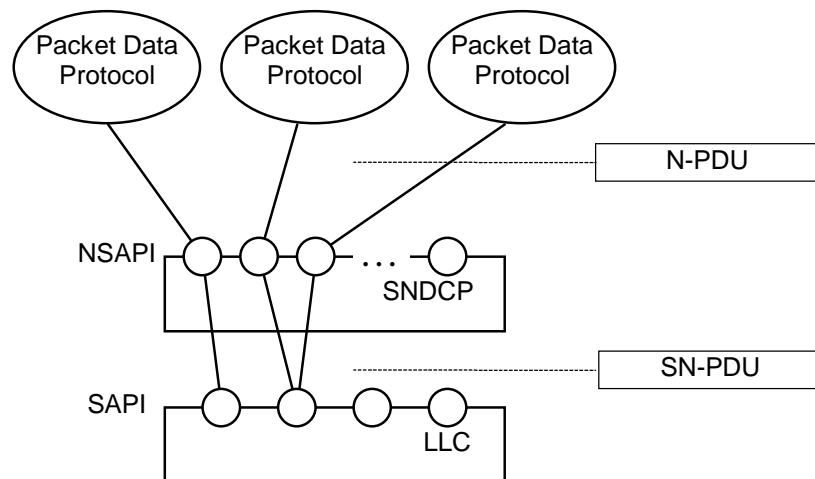 Packet Data
Protocol
Packet Data
Protocol
Packet Data
Protocol
N-PDU
NSAPI
. . .
SNDCP
SN-PDU
SAPI
LLC